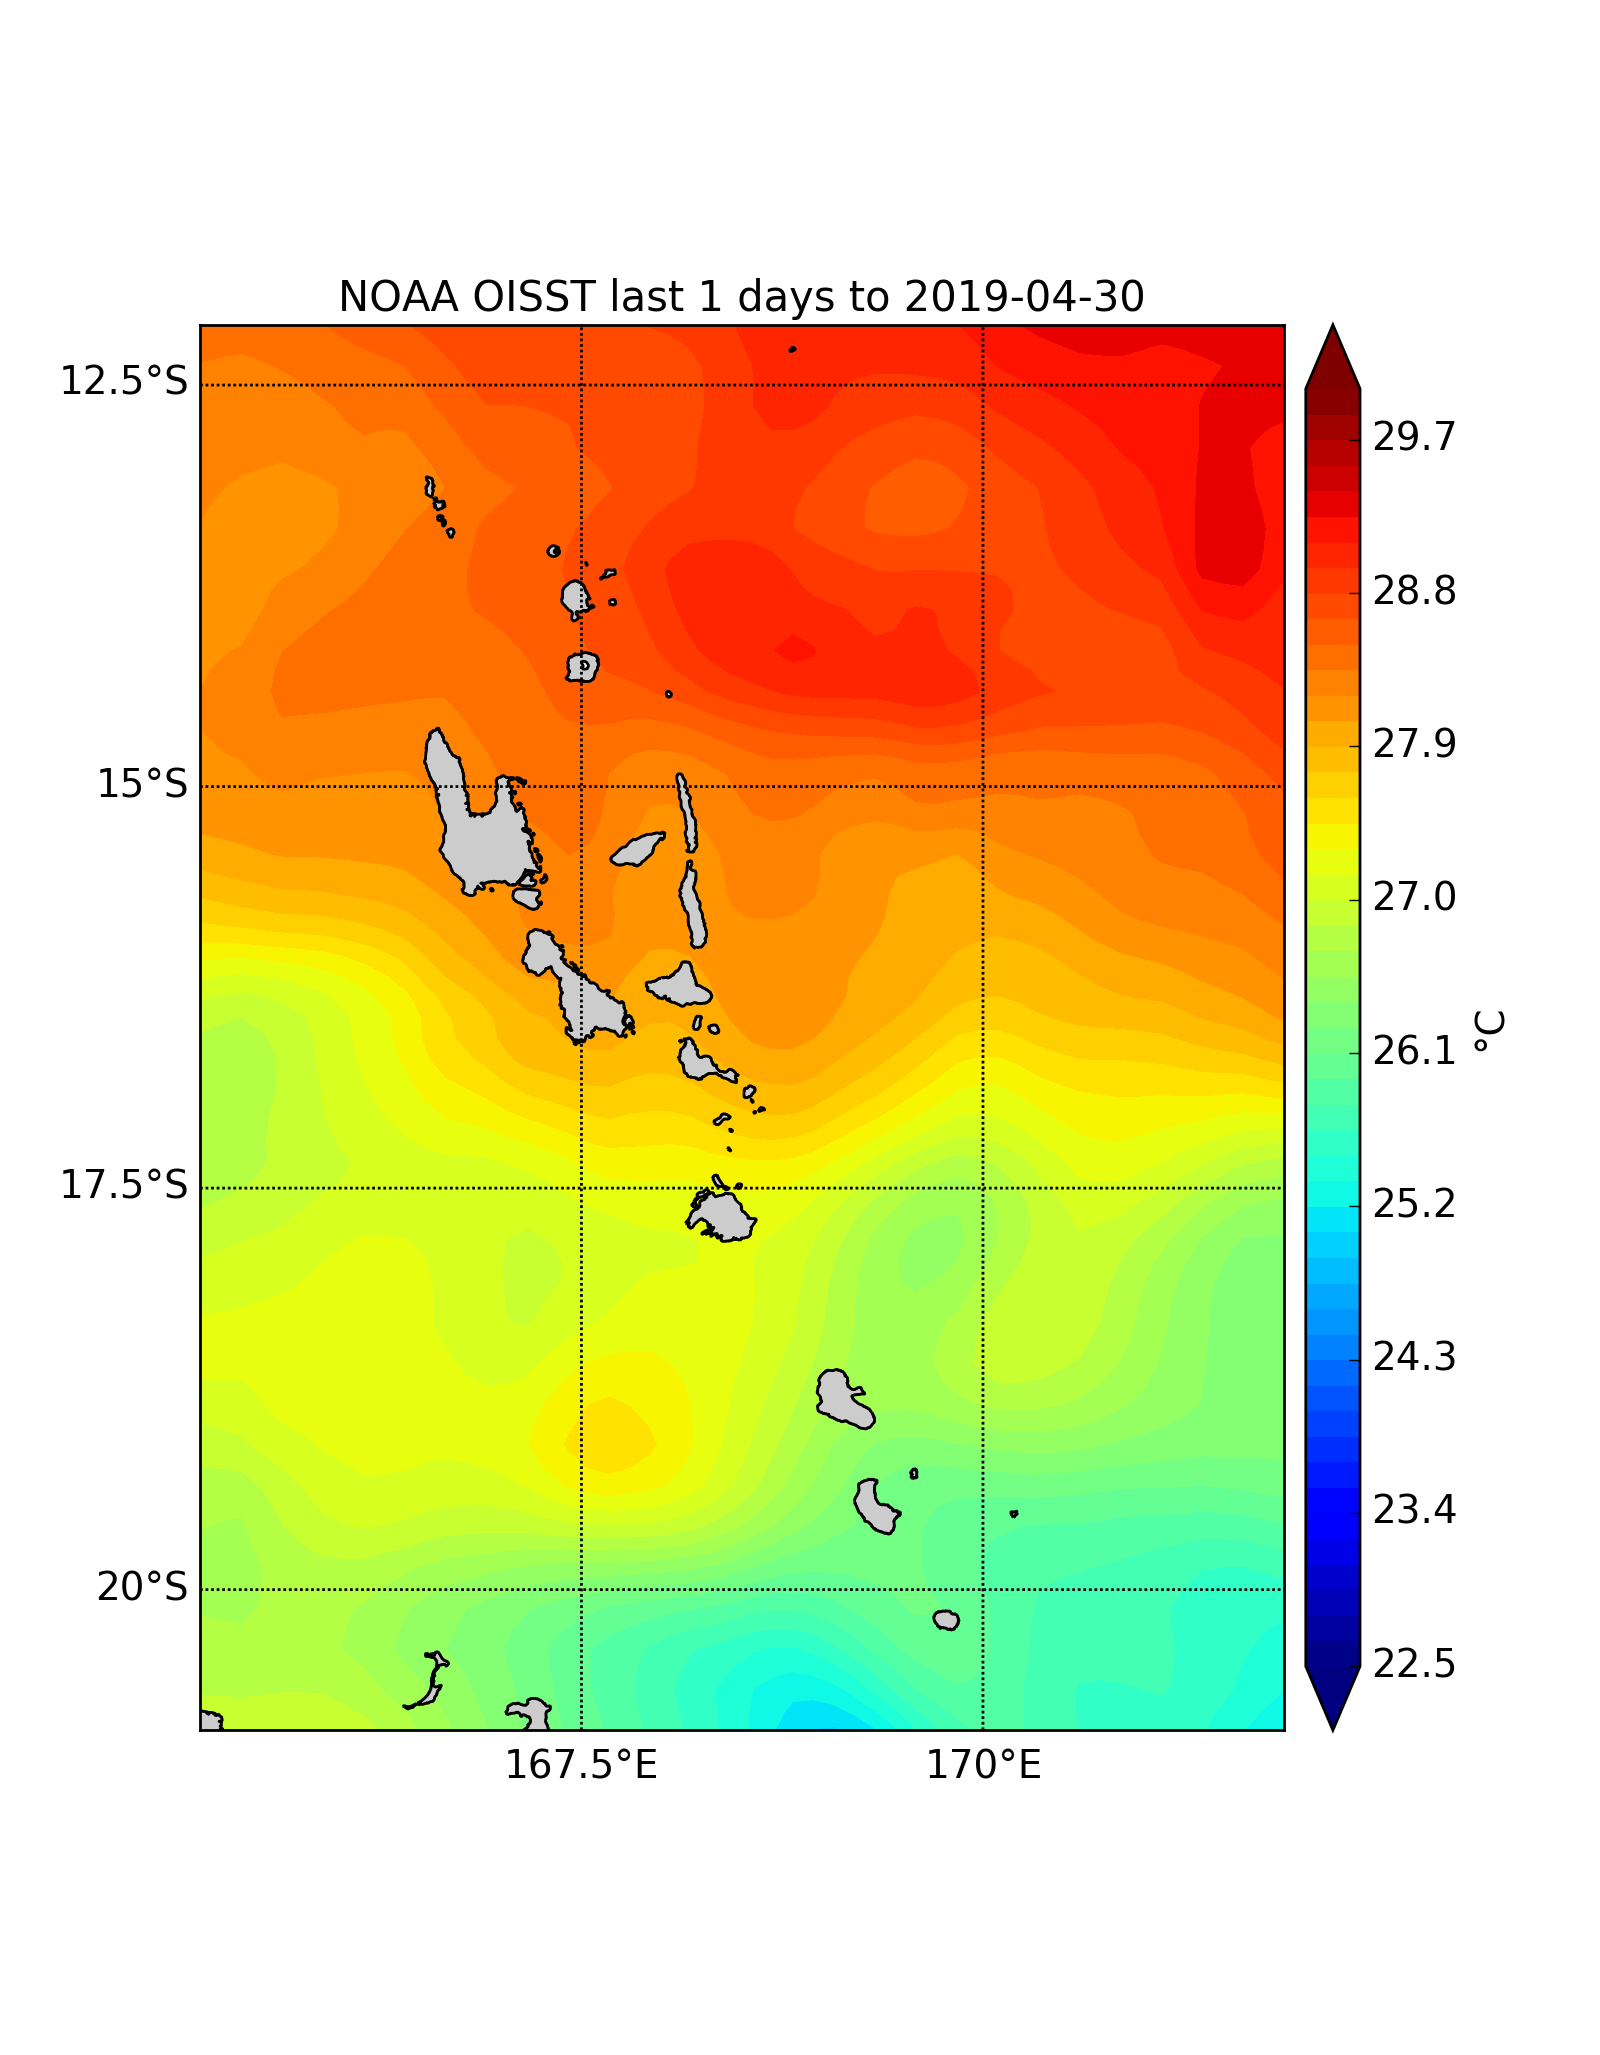 NOAA OISST last 1 days to 2019-04-30
12.5°S
15°S
17.5°S
20°S
167.5°E
170°E
29.7
28.8
27.9
27.0
26.1
25.2
24.3
23.4
22.5
°C